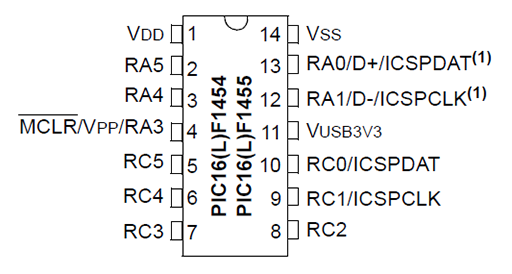 VDD 1 14 VSS
RA5 2 13 RA0/D+/ICSPDAT(1)
RA4 3 12 RA1/D-/ICSPCLK(1)
MCLR/VPP/RA3 4 11 VUSB3V3
RC5 5 10 RC0/ICSPDAT
RC4 6 9 RC1/ICSPCLK
RC3 7 8 RC2
PIC16(L)F1454
PIC16(L)F1455